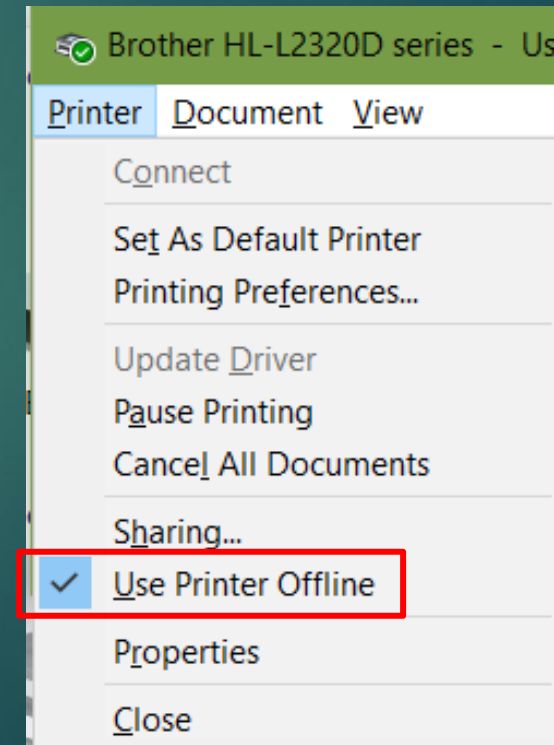 Brother HL-L2320D series - Us
Printer Document View
Connect
Set As Default Printer
Printing Preferences...
Update Driver
Pause Printing
Cancel All Documents
Sharing...
Use Printer Offline
Properties
Close